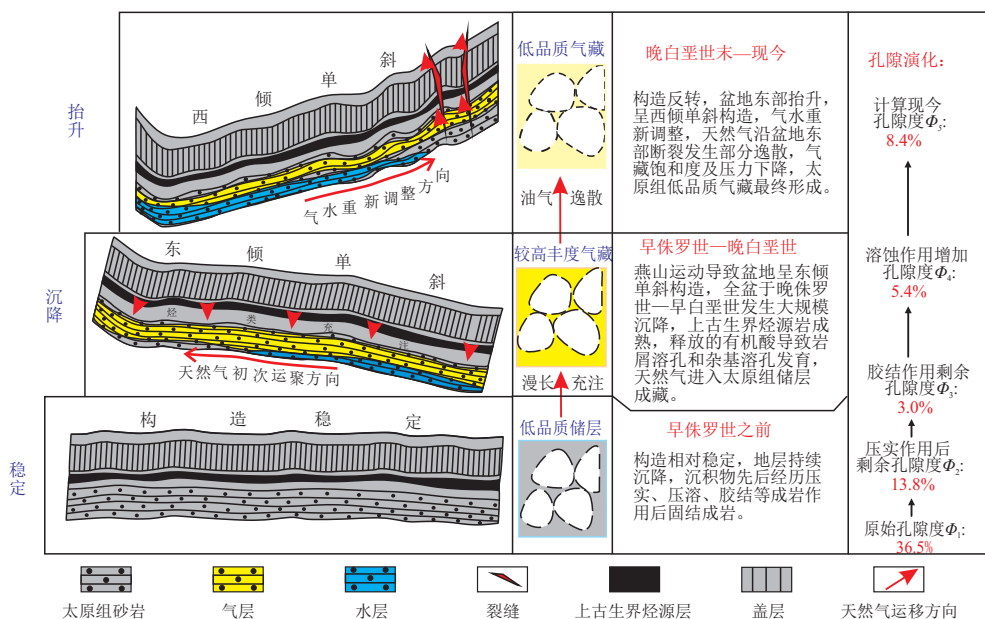 抬升
西倾单斜
气水重新调整方向
低品质气藏
油气逸散
晚白垩世末—现今
构造反转，盆地东部抬升，
呈西倾单斜构造，气水重
新调整，天然气沿盆地东
部断裂发生部分逸散，气
藏饱和度及压力下降，太
原组低品质气藏最终形成。
孔隙演化：
计算现今
孔隙度Φ₅:
8.4%
沉降
东倾单斜
烃类充注
天然气初次运聚方向
较高丰度气藏
漫长充注
早侏罗世—晚白垩世
燕山运动导致盆地呈东倾
单斜构造，全盆于晚侏罗
世—早白垩世发生大规模
沉降，上古生界烃源岩成
熟，释放的有机酸导致岩
屑溶孔和杂基溶孔发育，
天然气进入太原组储层
成藏。
溶蚀作用增加
孔隙度Φ₄:
5.4%
胶结作用剩余
孔隙度Φ₃:
3.0%
稳定
构造稳定
低品质储层
早侏罗世之前
构造相对稳定，地层持续
沉降，沉积物先后经历压
实、压溶、胶结等成岩作
用后固结成岩。
压实作用后
剩余孔隙度Φ₂:
13.8%
原始孔隙度Φ₁:
36.5%
太原组砂岩
气层
水层
裂缝
上古生界烃源层
盖层
天然气运移方向